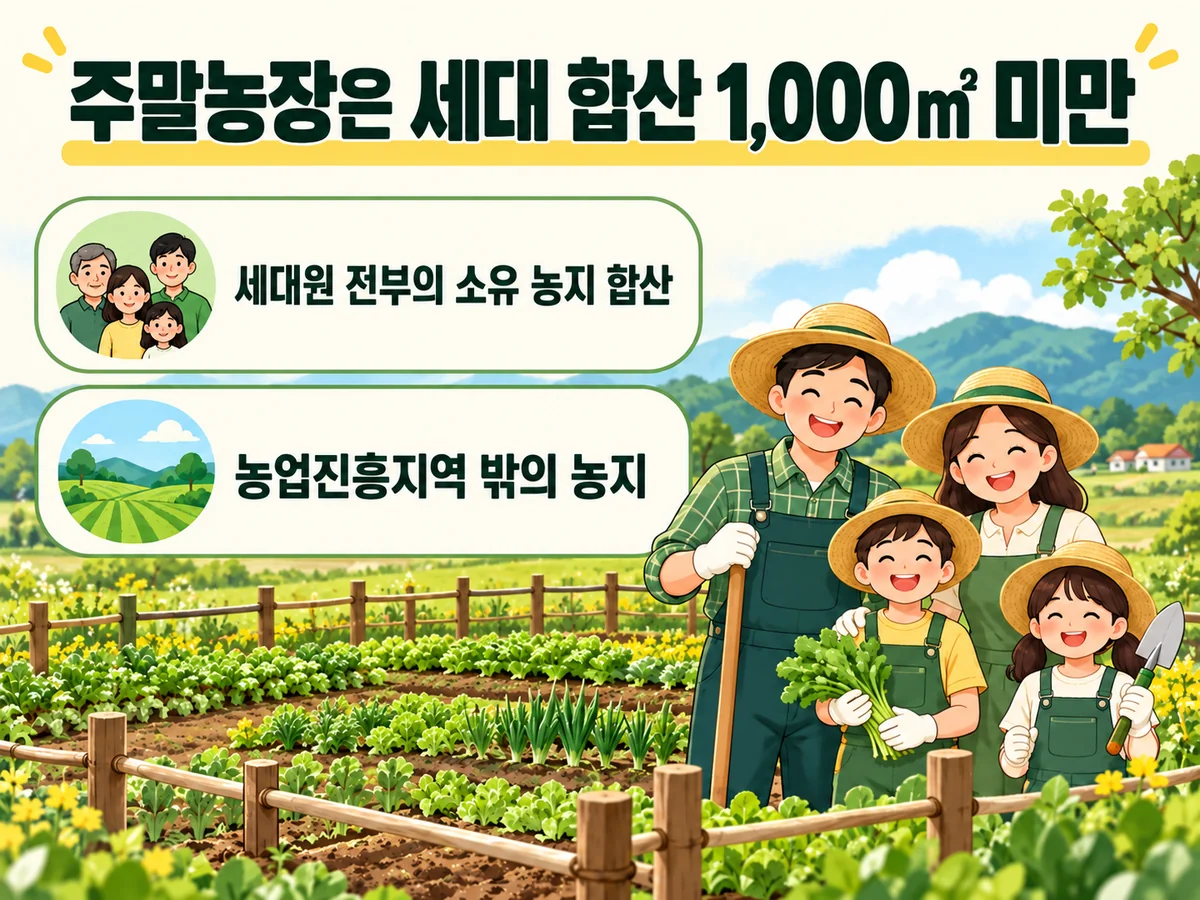 주말농장은 세대 합산 1,000㎡ 미만
세대원 전부의 소유 농지 합산
농업진흥지역 밖의 농지